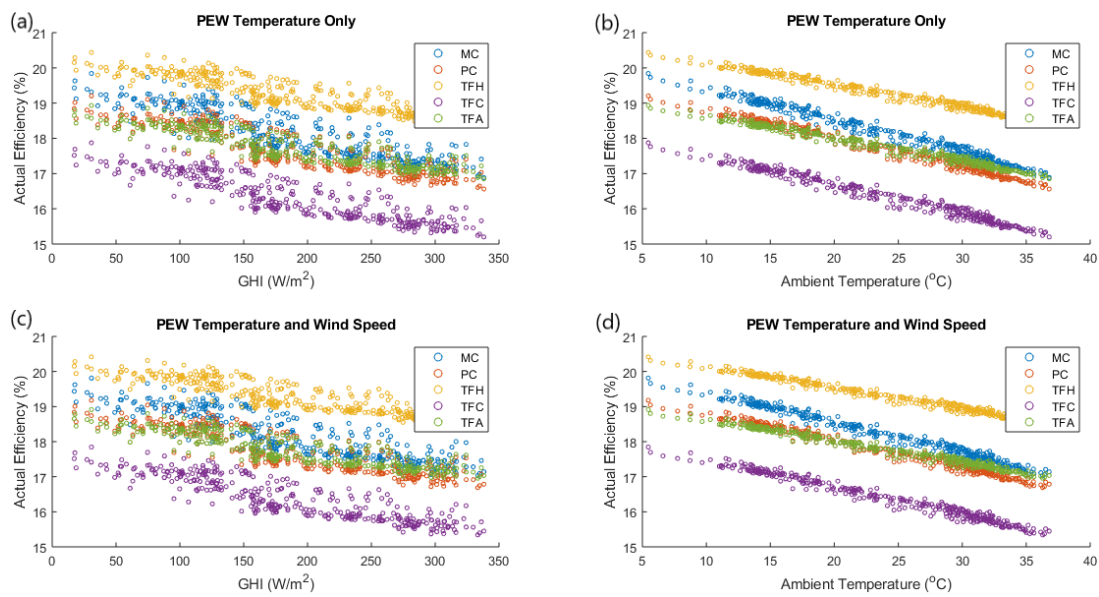 (a)
PEW Temperature Only
Actual Efficiency (%)
21
20
19
18
17
16
15
0 50 100 150 200 250 300 350
GHI (W/m²)
MC
PC
TFH
TFC
TFA
(b)
PEW Temperature Only
Actual Efficiency (%)
21
20
19
18
17
16
15
5 10 15 20 25 30 35 40
Ambient Temperature (°C)
MC
PC
TFH
TFC
TFA
(c)
PEW Temperature and Wind Speed
Actual Efficiency (%)
21
20
19
18
17
16
15
0 50 100 150 200 250 300 350
GHI (W/m²)
MC
PC
TFH
TFC
TFA
(d)
PEW Temperature and Wind Speed
Actual Efficiency (%)
21
20
19
18
17
16
15
5 10 15 20 25 30 35 40
Ambient Temperature (°C)
MC
PC
TFH
TFC
TFA